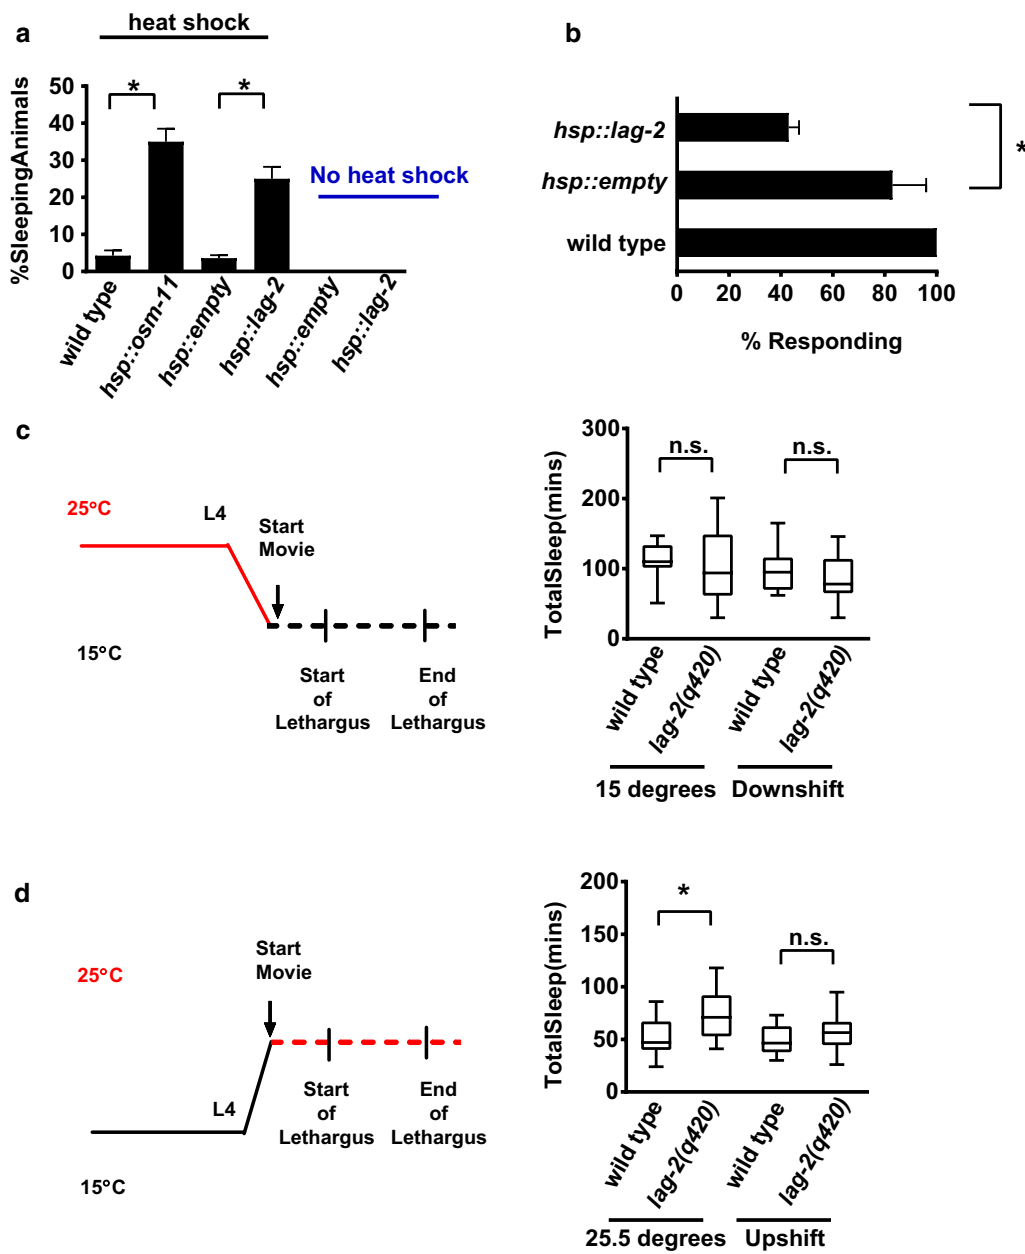 a
heat shock
%SleepingAnimals
50
40
30
20
10
0
*
*
No heat shock
wild type
hsp::osm-11
hsp::empty
hsp::lag-2
hsp::empty
hsp::lag-2
b
hsp::lag-2
hsp::empty
wild type
*
0 20 40 60 80 100
% Responding
c
25°C
L4
Start
Movie
15°C
Start
of
Lethargus
End
of
Lethargus
TotalSleep(mins)
300
200
100
0
n.s.
n.s.
wild type
lag-2(q420)
wild type
lag-2(q420)
15 degrees
Downshift
d
25°C
Start
Movie
L4
15°C
Start
of
Lethargus
End
of
Lethargus
TotalSleep(mins)
200
150
100
50
0
*
n.s.
wild type
lag-2(q420)
wild type
lag-2(q420)
25.5 degrees
Upshift